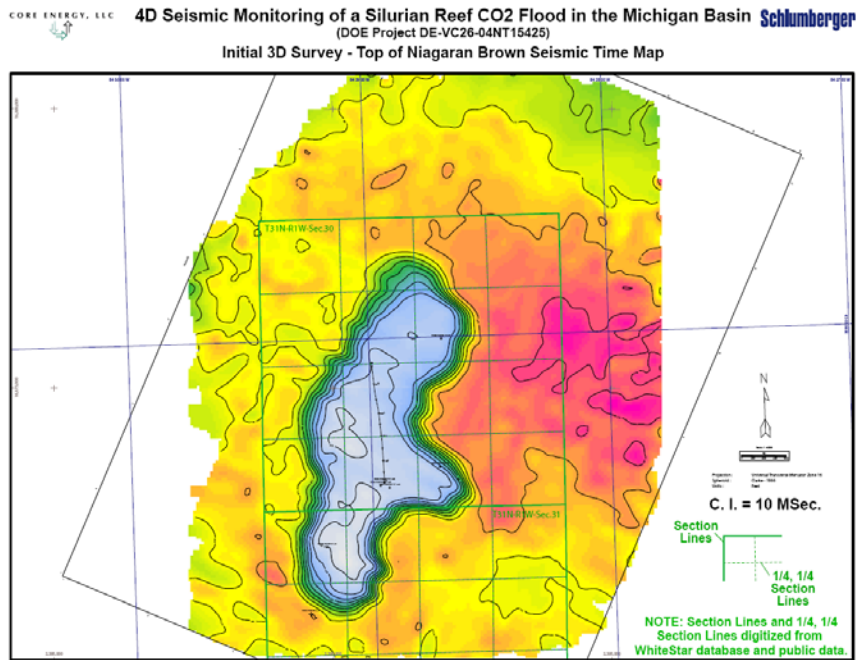 CORE ENERGY, LLC
4D Seismic Monitoring of a Silurian Reef CO2 Flood in the Michigan Basin
Schlumberger
(DOE Project DE-VC26-04NT15425)
Initial 3D Survey - Top of Niagaran Brown Seismic Time Map
T31N-R1W-Sec.30
N
C. I. = 10 MSec.
T31N-R1W-Sec.31
Section
Lines
1/4, 1/4
Section
Lines
NOTE: Section Lines and 1/4, 1/4
Section Lines digitized from
WhiteStar database and public data.